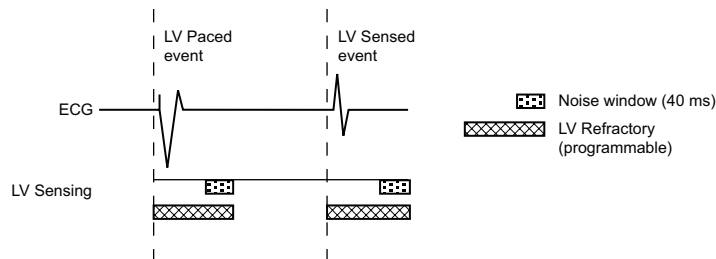 LV Paced
event
LV Sensed
event
ECG
Noise window (40 ms)
LV Refractory
(programmable)
LV Sensing